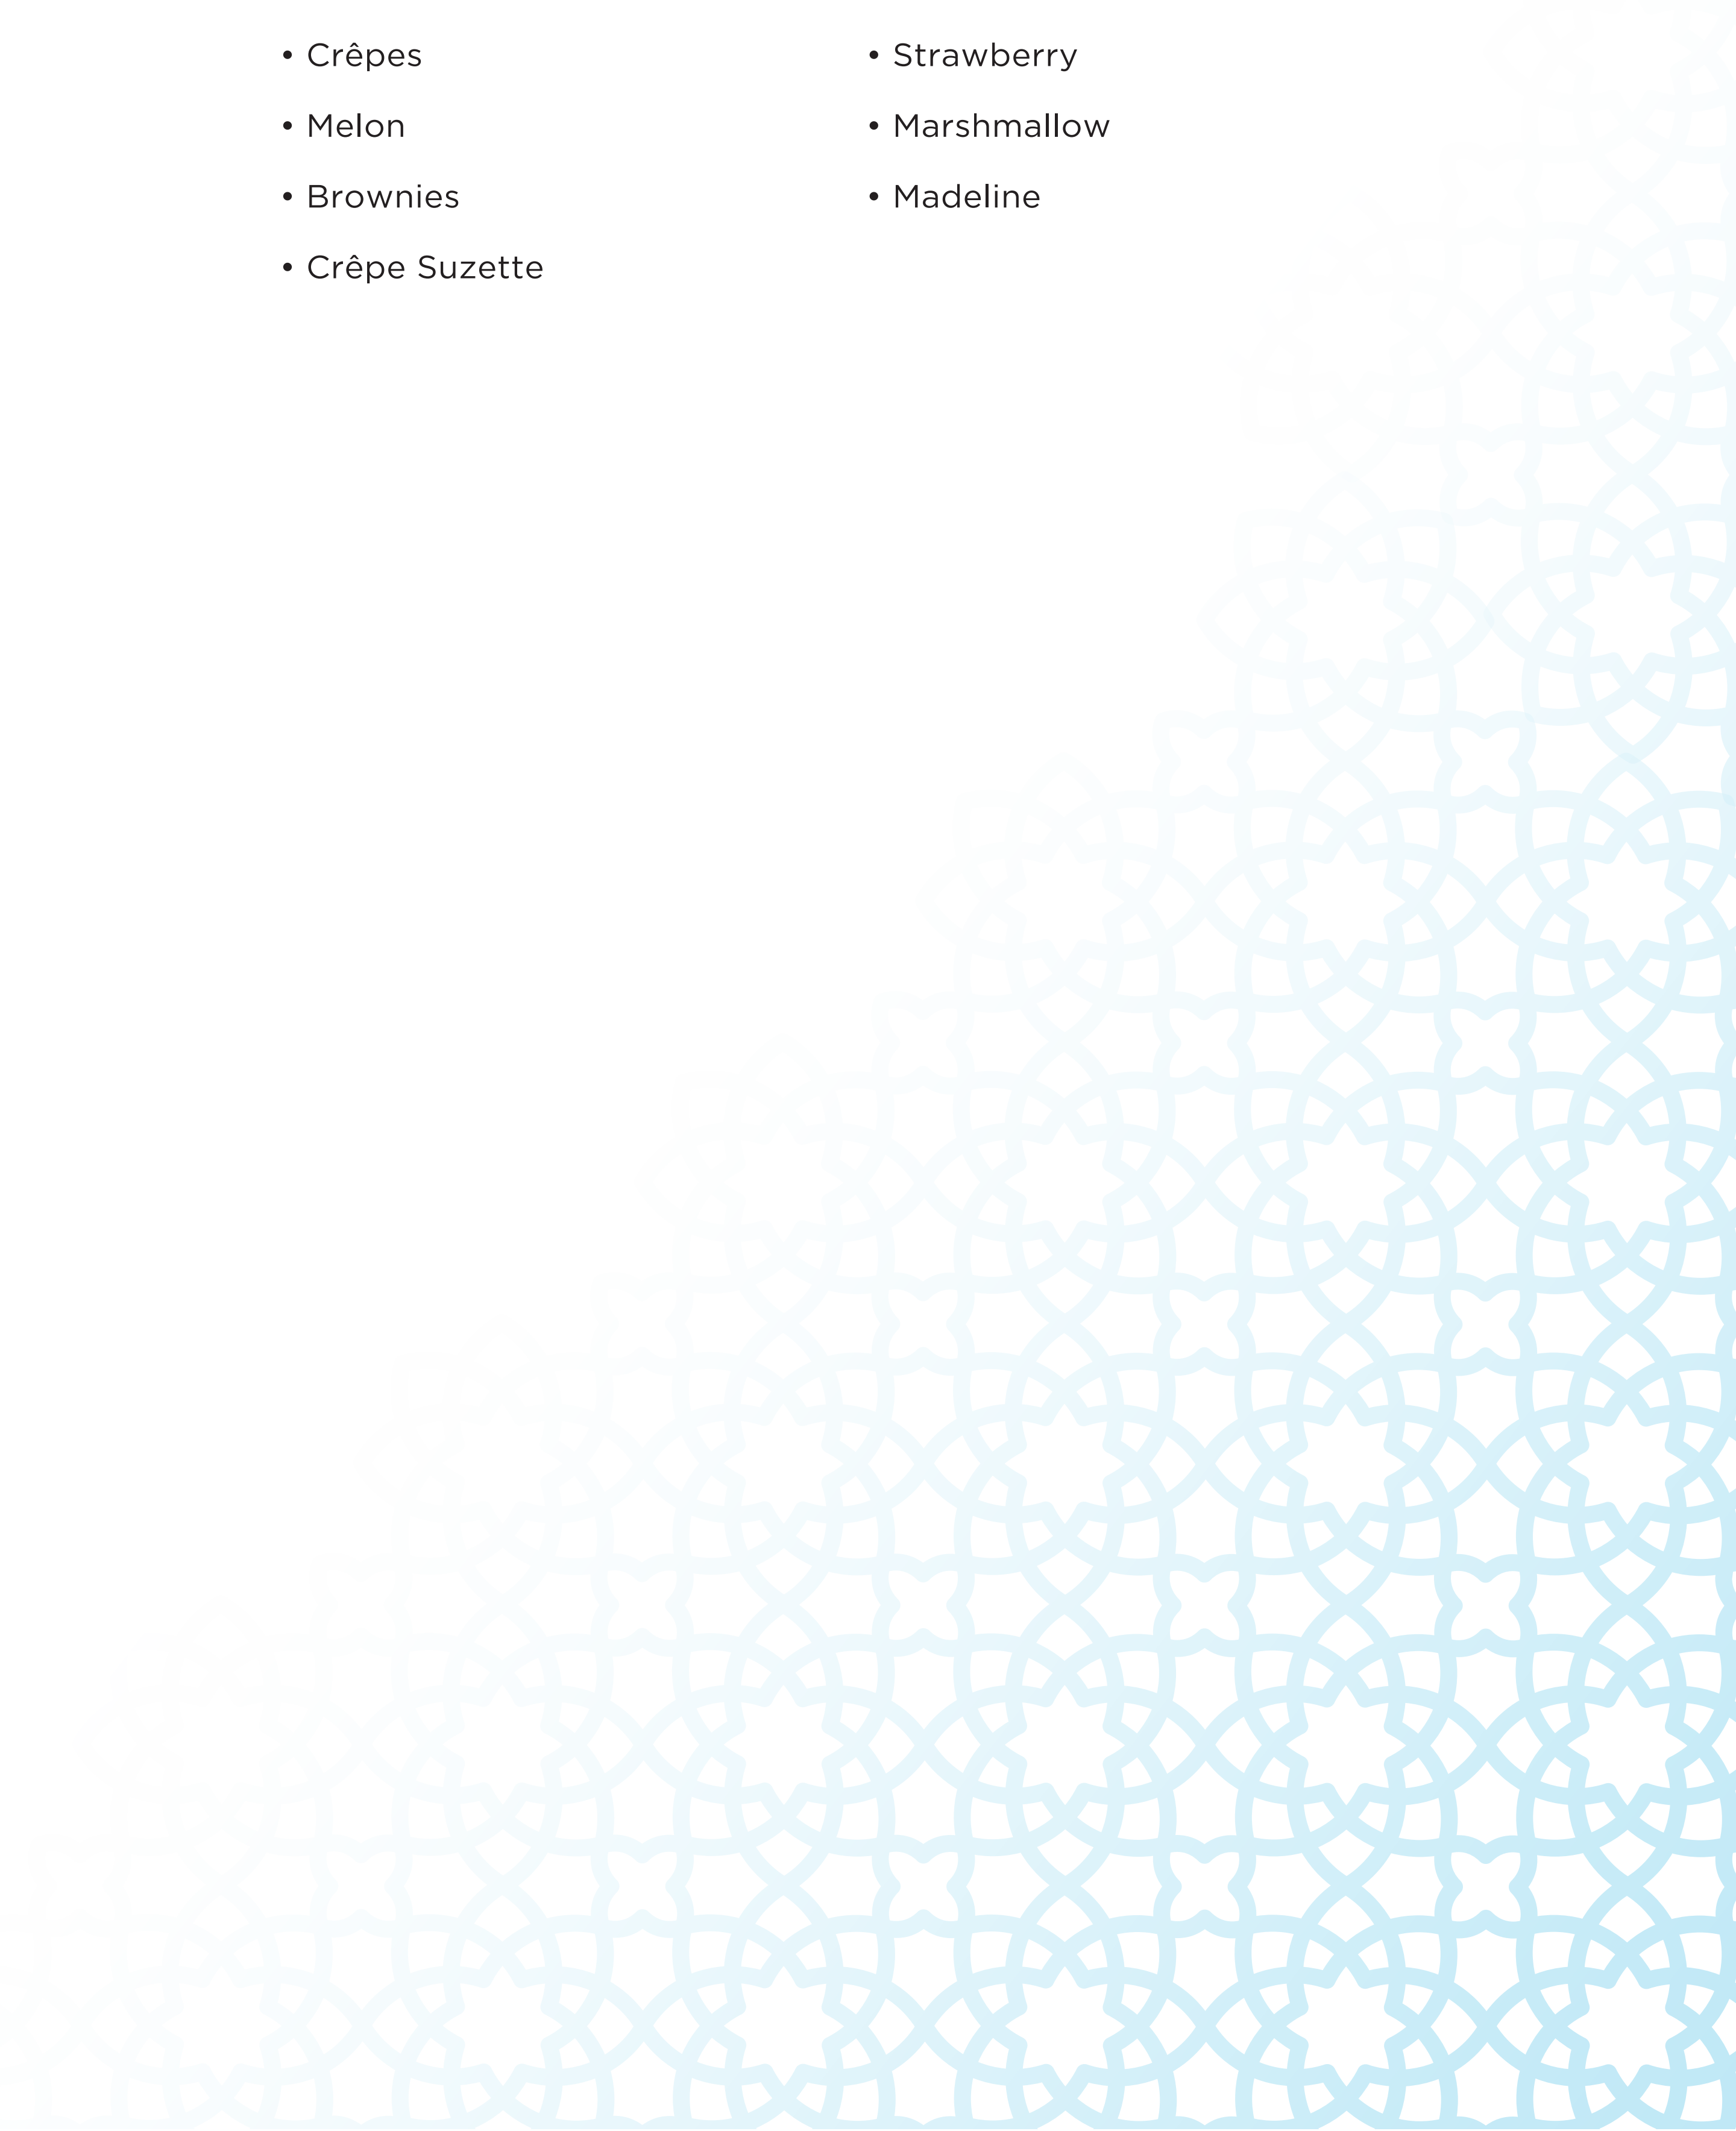 • Crêpes
• Melon
• Brownies
• Crêpe Suzette
• Strawberry
• Marshmallow
• Madeline